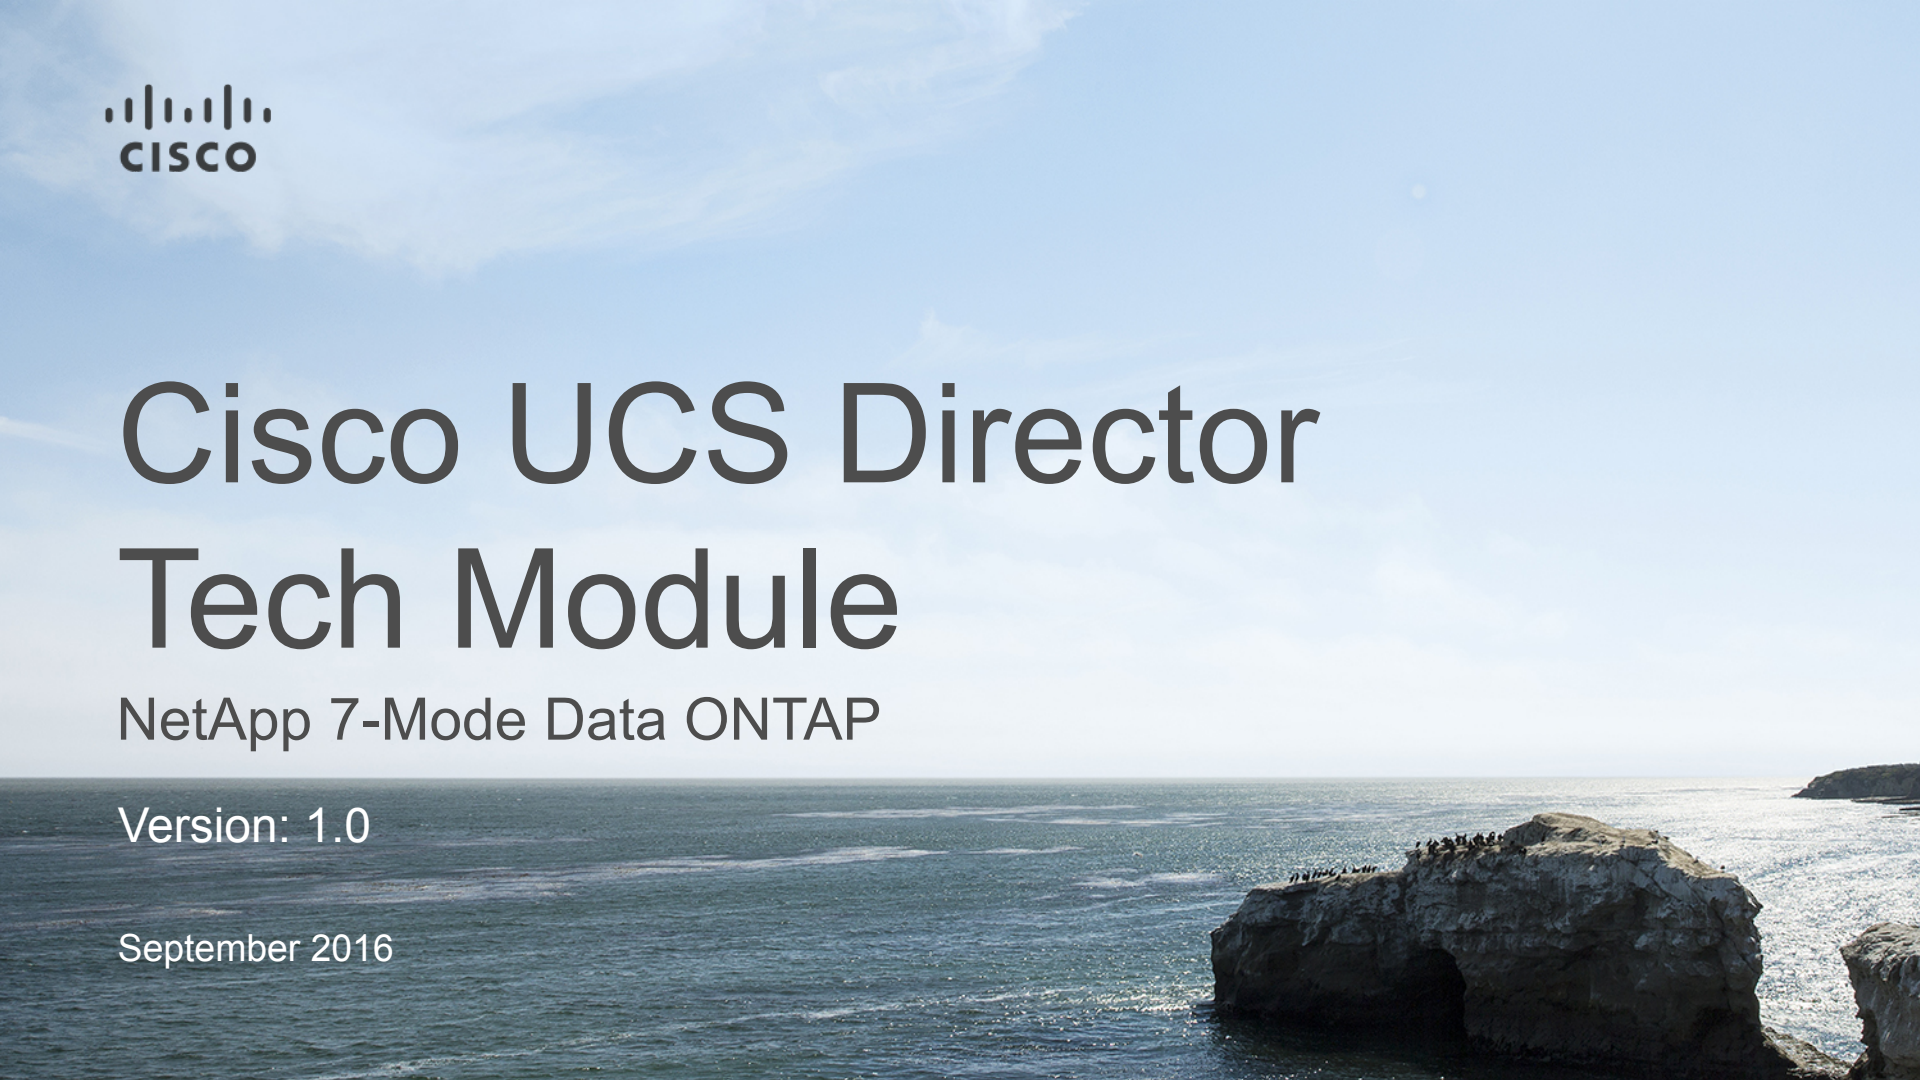 CISCO
Cisco UCS Director
Tech Module
NetApp 7-Mode Data ONTAP
Version: 1.0
September 2016